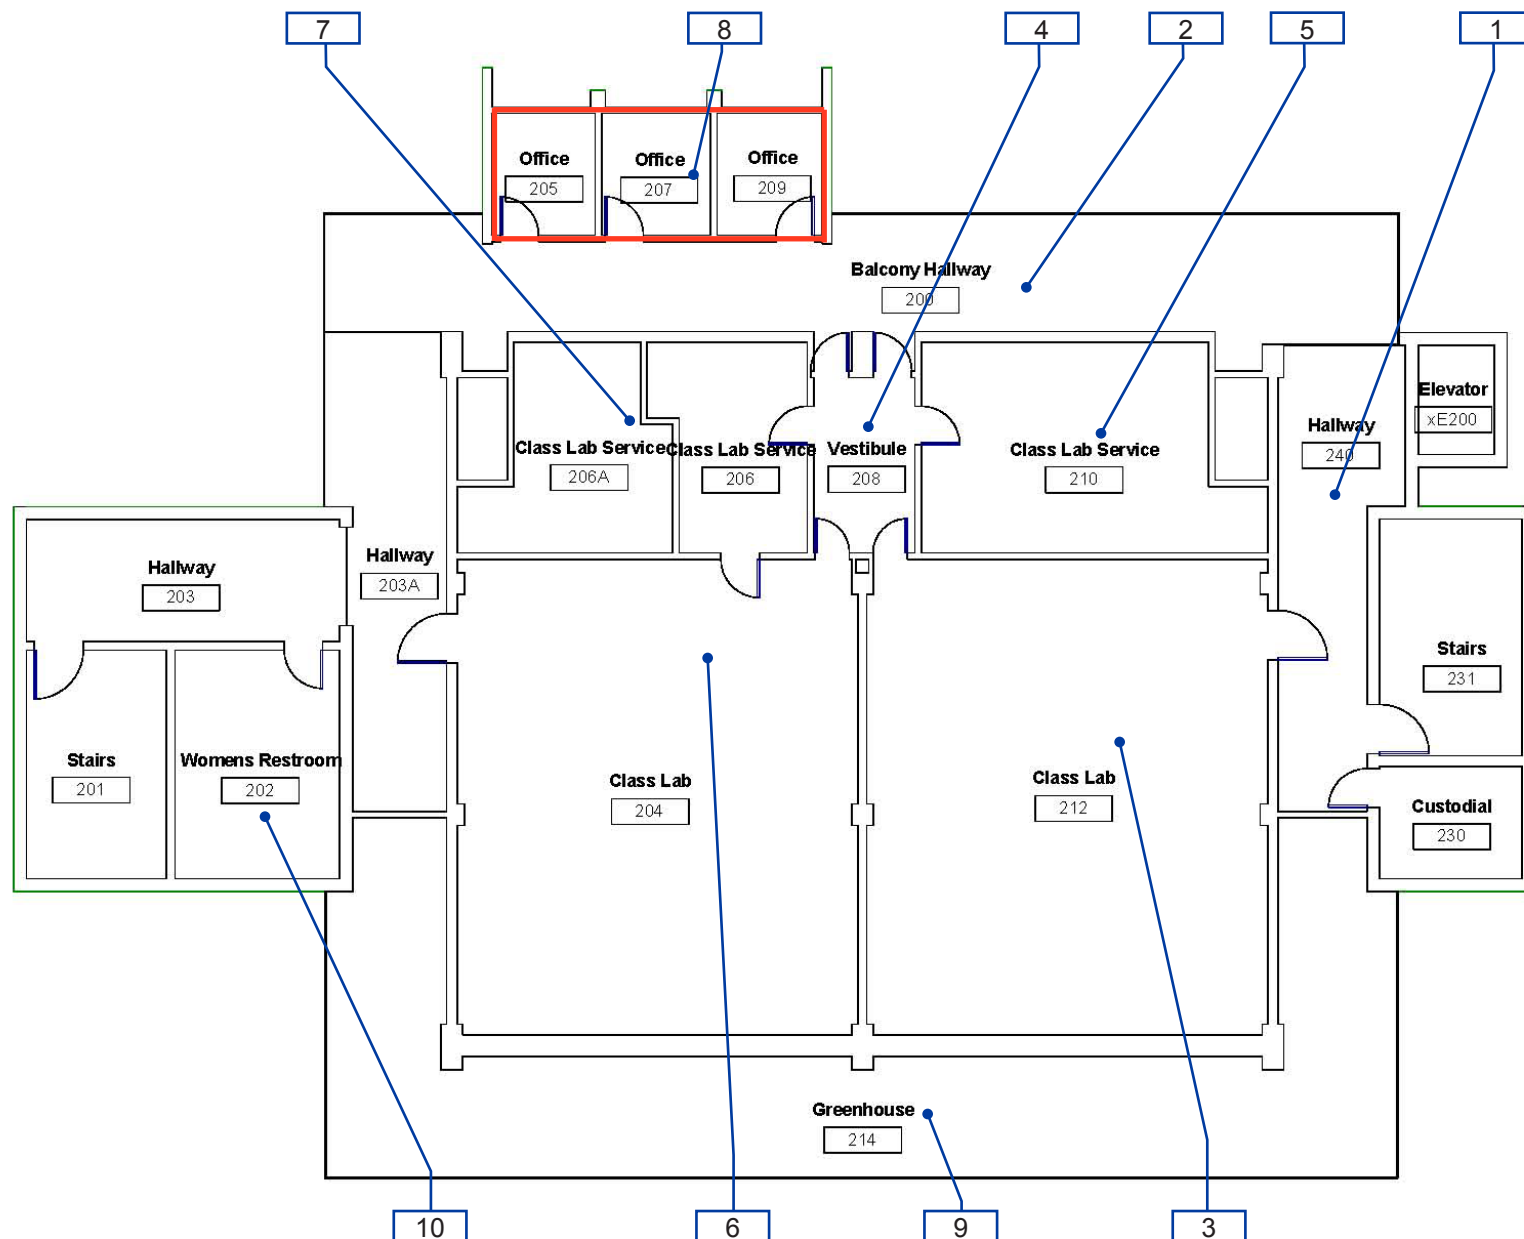 7
8
4
2
5
1
Office
205
Office
207
Office
209
Balcony Hallway
200
Elevator
xE200
Hallway
240
Class Lab Service
206A
Class Lab Service
206
Vestibule
208
Class Lab Service
210
Hallway
203A
Hallway
203
Stairs
231
Stairs
201
Womens Restroom
202
Class Lab
204
Class Lab
212
Custodial
230
Greenhouse
214
10
6
9
3